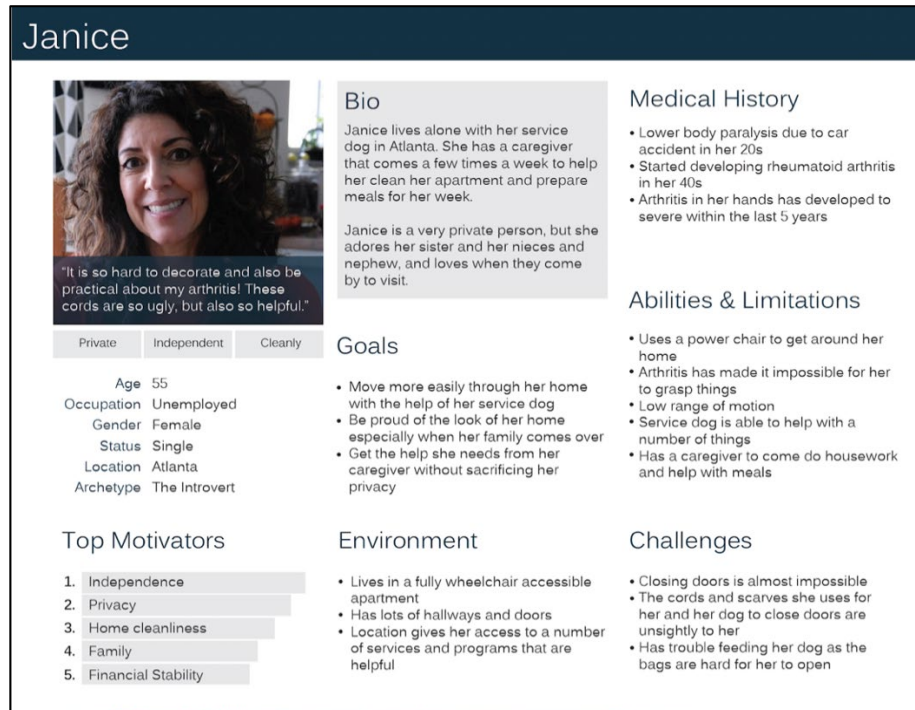 Janice
"It is so hard to decorate and also be
practical about my arthritis! These
cords are so ugly, but also so helpful."
Private Independent Cleanly
Age 55
Occupation Unemployed
Gender Female
Status Single
Location Atlanta
Archetype The Introvert
Top Motivators
1. Independence
2. Privacy
3. Home cleanliness
4. Family
5. Financial Stability
Bio
Janice lives alone with her service
dog in Atlanta. She has a caregiver
that comes a few times a week to help
her clean her apartment and prepare
meals for her week.
Janice is a very private person, but she
adores her sister and her nieces and
nephew, and loves when they come
by to visit.
Goals
• Move more easily through her home
with the help of her service dog
• Be proud of the look of her home
especially when her family comes over
• Get the help she needs from her
caregiver without sacrificing her
privacy
Environment
• Lives in a fully wheelchair accessible
apartment
• Has lots of hallways and doors
• Location gives her access to a number
of services and programs that are
helpful
Medical History
• Lower body paralysis due to car
accident in her 20s
• Started developing rheumatoid arthritis
in her 40s
• Arthritis in her hands has developed to
severe within the last 5 years
Abilities & Limitations
• Uses a power chair to get around her
home
• Arthritis has made it impossible for her
to grasp things
• Low range of motion
• Service dog is able to help with a
number of things
• Has a caregiver to come do housework
and help with meals
Challenges
• Closing doors is almost impossible
• The cords and scarves she uses for
her and her dog to close doors are
unsightly to her
• Has trouble feeding her dog as the
bags are hard for her to open